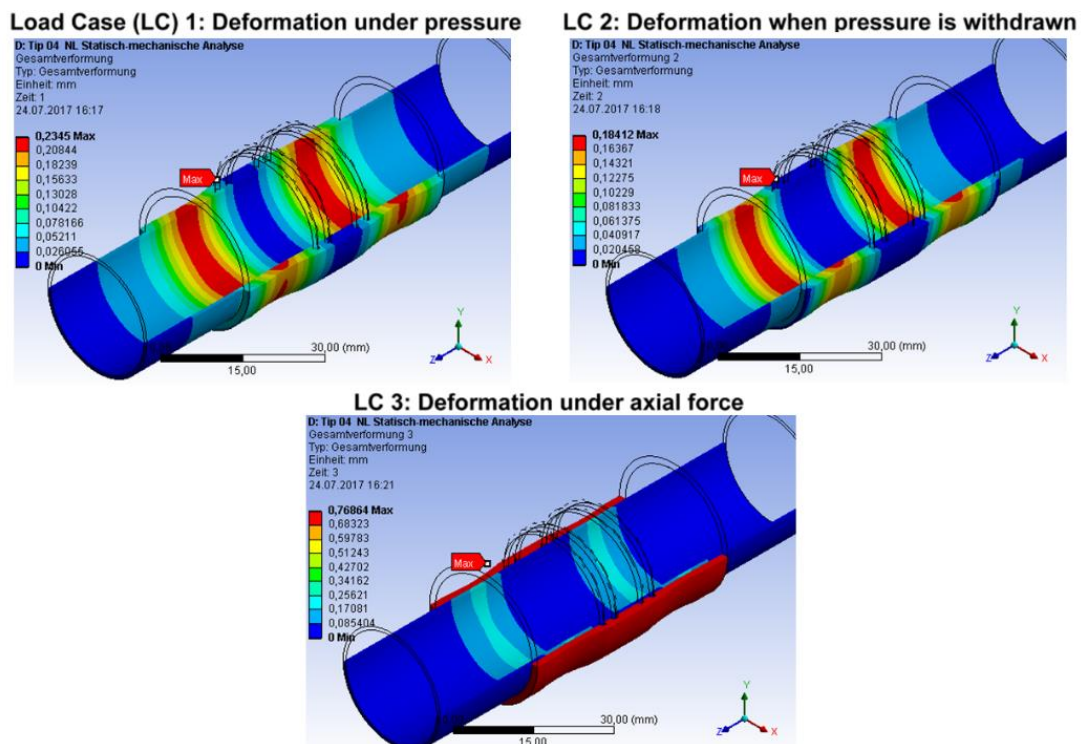 Load Case (LC) 1: Deformation under pressure
D: Tip 04 NL Statisch-mechanische Analyse
Gesamtverformung
Typ: Gesamtverformung
Einheit: mm
Zeit: 1
24.07.2017 16:17
0,2345 Max
0,20844
0,18239
0,15633
0,13028
0,10422
0,078166
0,05211
0,026055
0 Min
Max
30,00 (mm)
15,00
Y
Z
X
LC 2: Deformation when pressure is withdrawn
D: Tip 04 NL Statisch-mechanische Analyse
Gesamtverformung 2
Typ: Gesamtverformung
Einheit: mm
Zeit: 2
24.07.2017 16:18
0,18412 Max
0,16367
0,14321
0,12275
0,10229
0,081833
0,061375
0,040917
0,020458
0 Min
Max
30,00 (mm)
15,00
Y
Z
X
LC 3: Deformation under axial force
D: Tip 04 NL Statisch-mechanische Analyse
Gesamtverformung 3
Typ: Gesamtverformung
Einheit: mm
Zeit: 3
24.07.2017 16:21
0,76864 Max
0,68323
0,59783
0,51243
0,42702
0,34162
0,25621
0,17081
0,085404
0 Min
Max
30,00 (mm)
15,00
Y
Z
X